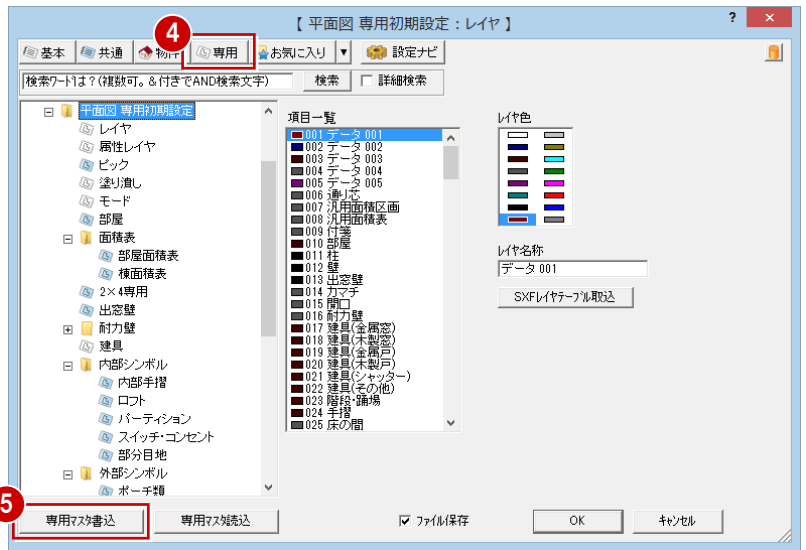 【 平面図 専用初期設定：レイヤ 】
?
×
4
基本
共通
専用
お気に入り
▼
設定ナビ
検索ワードは？(複数可。&付きでAND検索文字)
検索
詳細検索
平面図 専用初期設定
レイヤ
属性レイヤ
ピック
塗り潰し
モード
部屋
面積表
部屋面積表
棟面積表
2×4専用
出窓壁
耐力壁
建具
内部シンボル
内部手摺
ロフト
パーティション
スイッチ・コンセント
部分目地
外部シンボル
ポーチ類
項目一覧
001 データ 001
002 データ 002
003 データ 003
004 データ 004
005 データ 005
006 通り芯
007 汎用面積区画
008 汎用面積表
009 付箋
010 部屋
011 柱
012 壁
013 出窓壁
014 カマチ
015 開口
016 耐力壁
017 建具(金属窓)
018 建具(木製窓)
019 建具(金属戸)
020 建具(木製戸)
021 建具(シャッター)
022 建具(その他)
023 階段・踊場
024 手摺
025 床の間
レイヤ色
レイヤ名称
データ 001
SXFレイヤテーブル取込
5
専用マスタ書込
専用マスタ読込
ファイル保存
OK
キャンセル